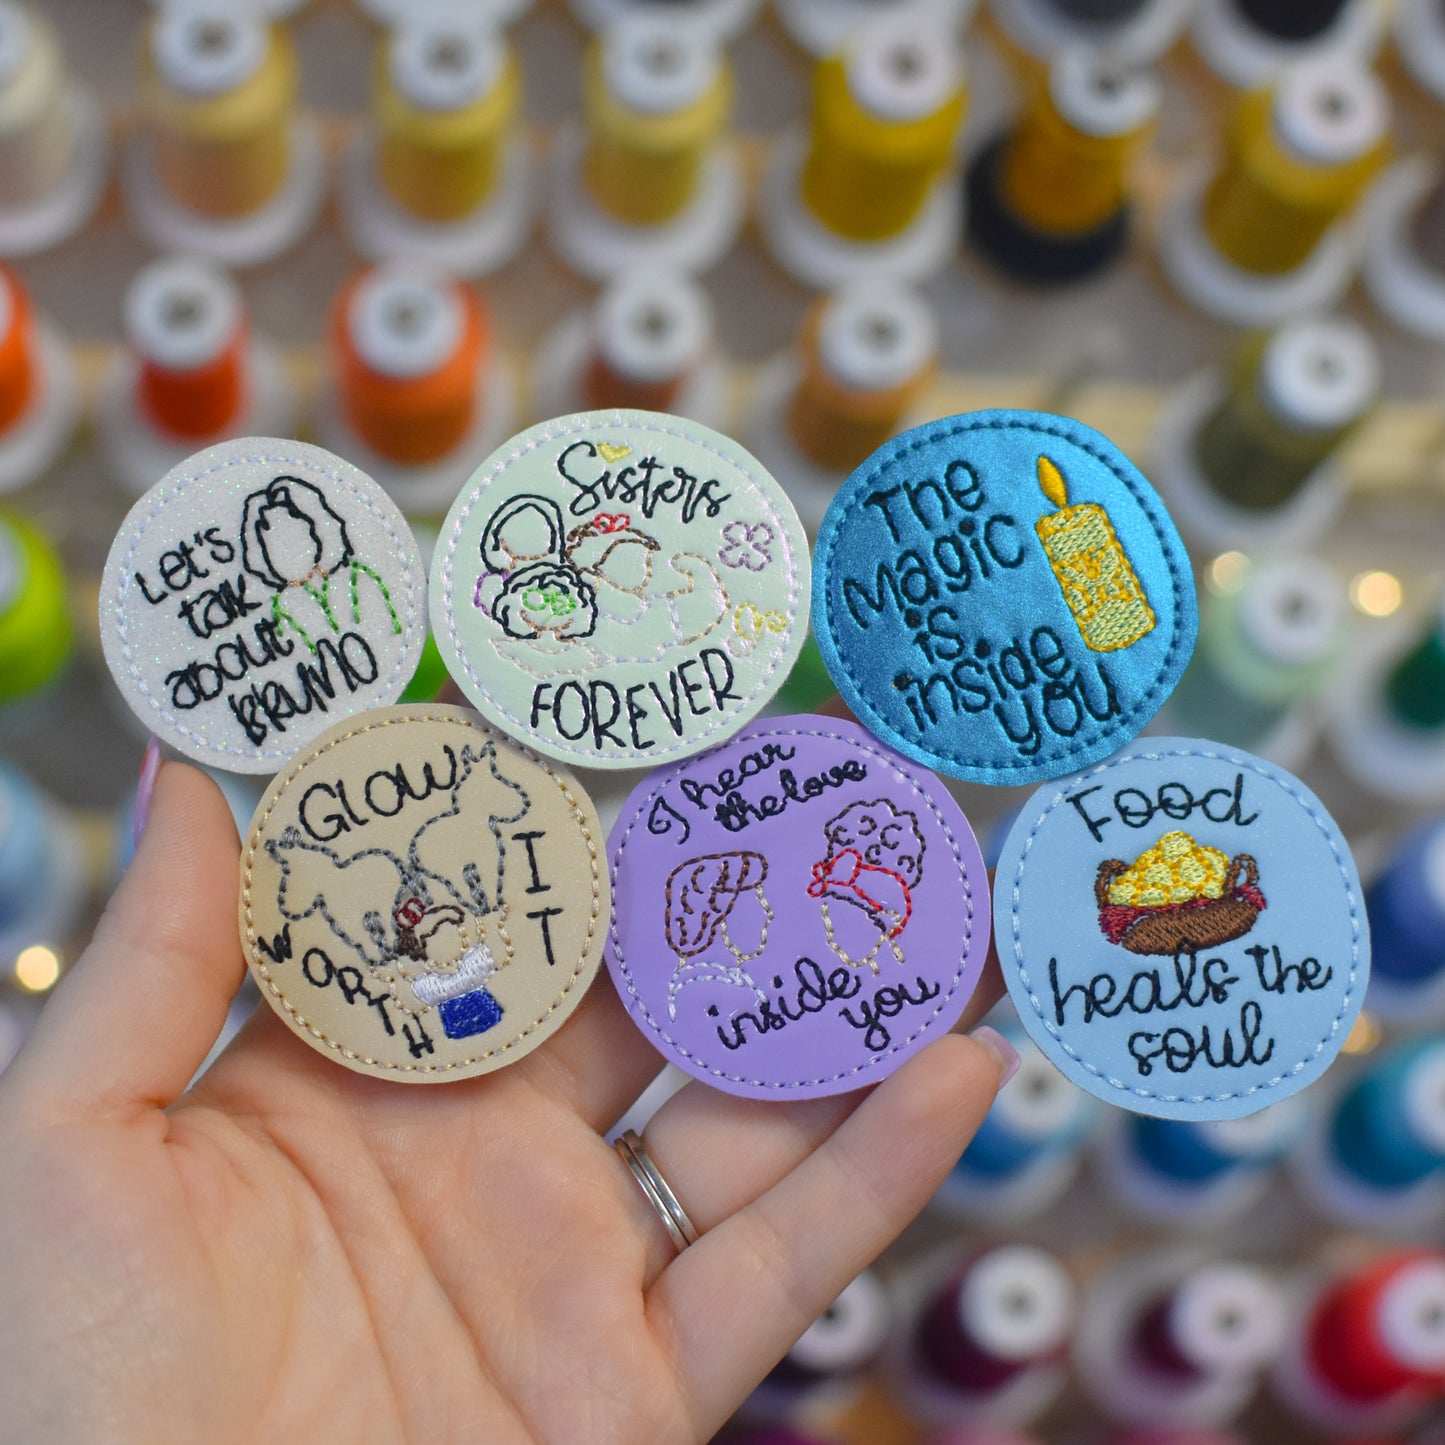 Let's
talk
about
BRUNO
Sisters
FOREVER
The
Magic
is
inside
you
GLOW
IT
WORTH
I hear
the love
inside
you
Food
heals the
soul